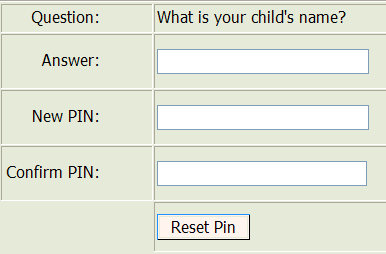 Question: What is your child's name?
Answer:
New PIN:
Confirm PIN:
Reset Pin